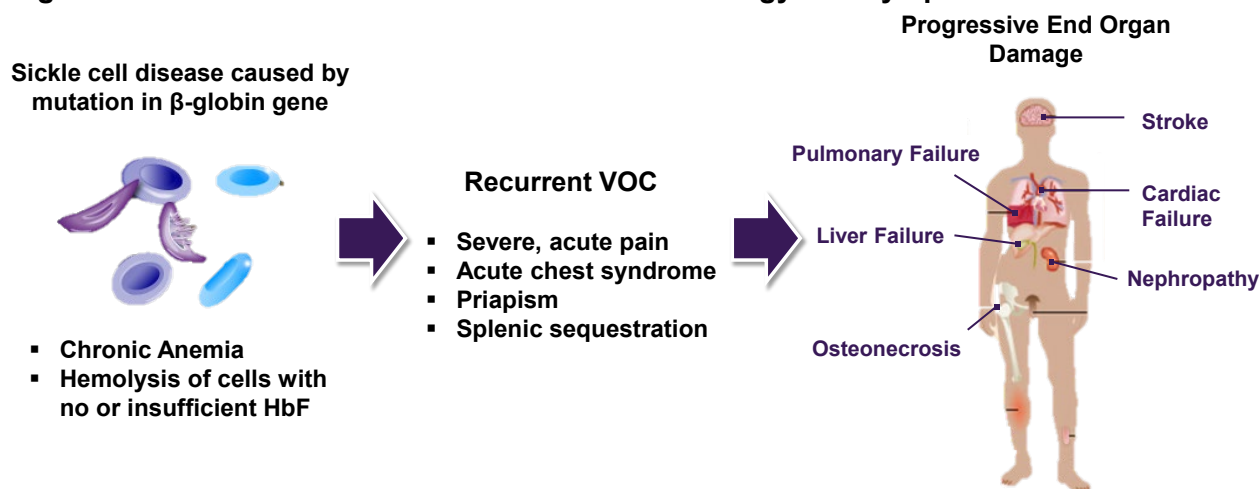 Progressive End Organ
Damage
Sickle cell disease caused by
mutation in β-globin gene
▪ Chronic Anemia
▪ Hemolysis of cells with
no or insufficient HbF
Recurrent VOC
▪ Severe, acute pain
▪ Acute chest syndrome
▪ Priapism
▪ Splenic sequestration
Stroke
Pulmonary Failure
Cardiac
Failure
Liver Failure
Nephropathy
Osteonecrosis